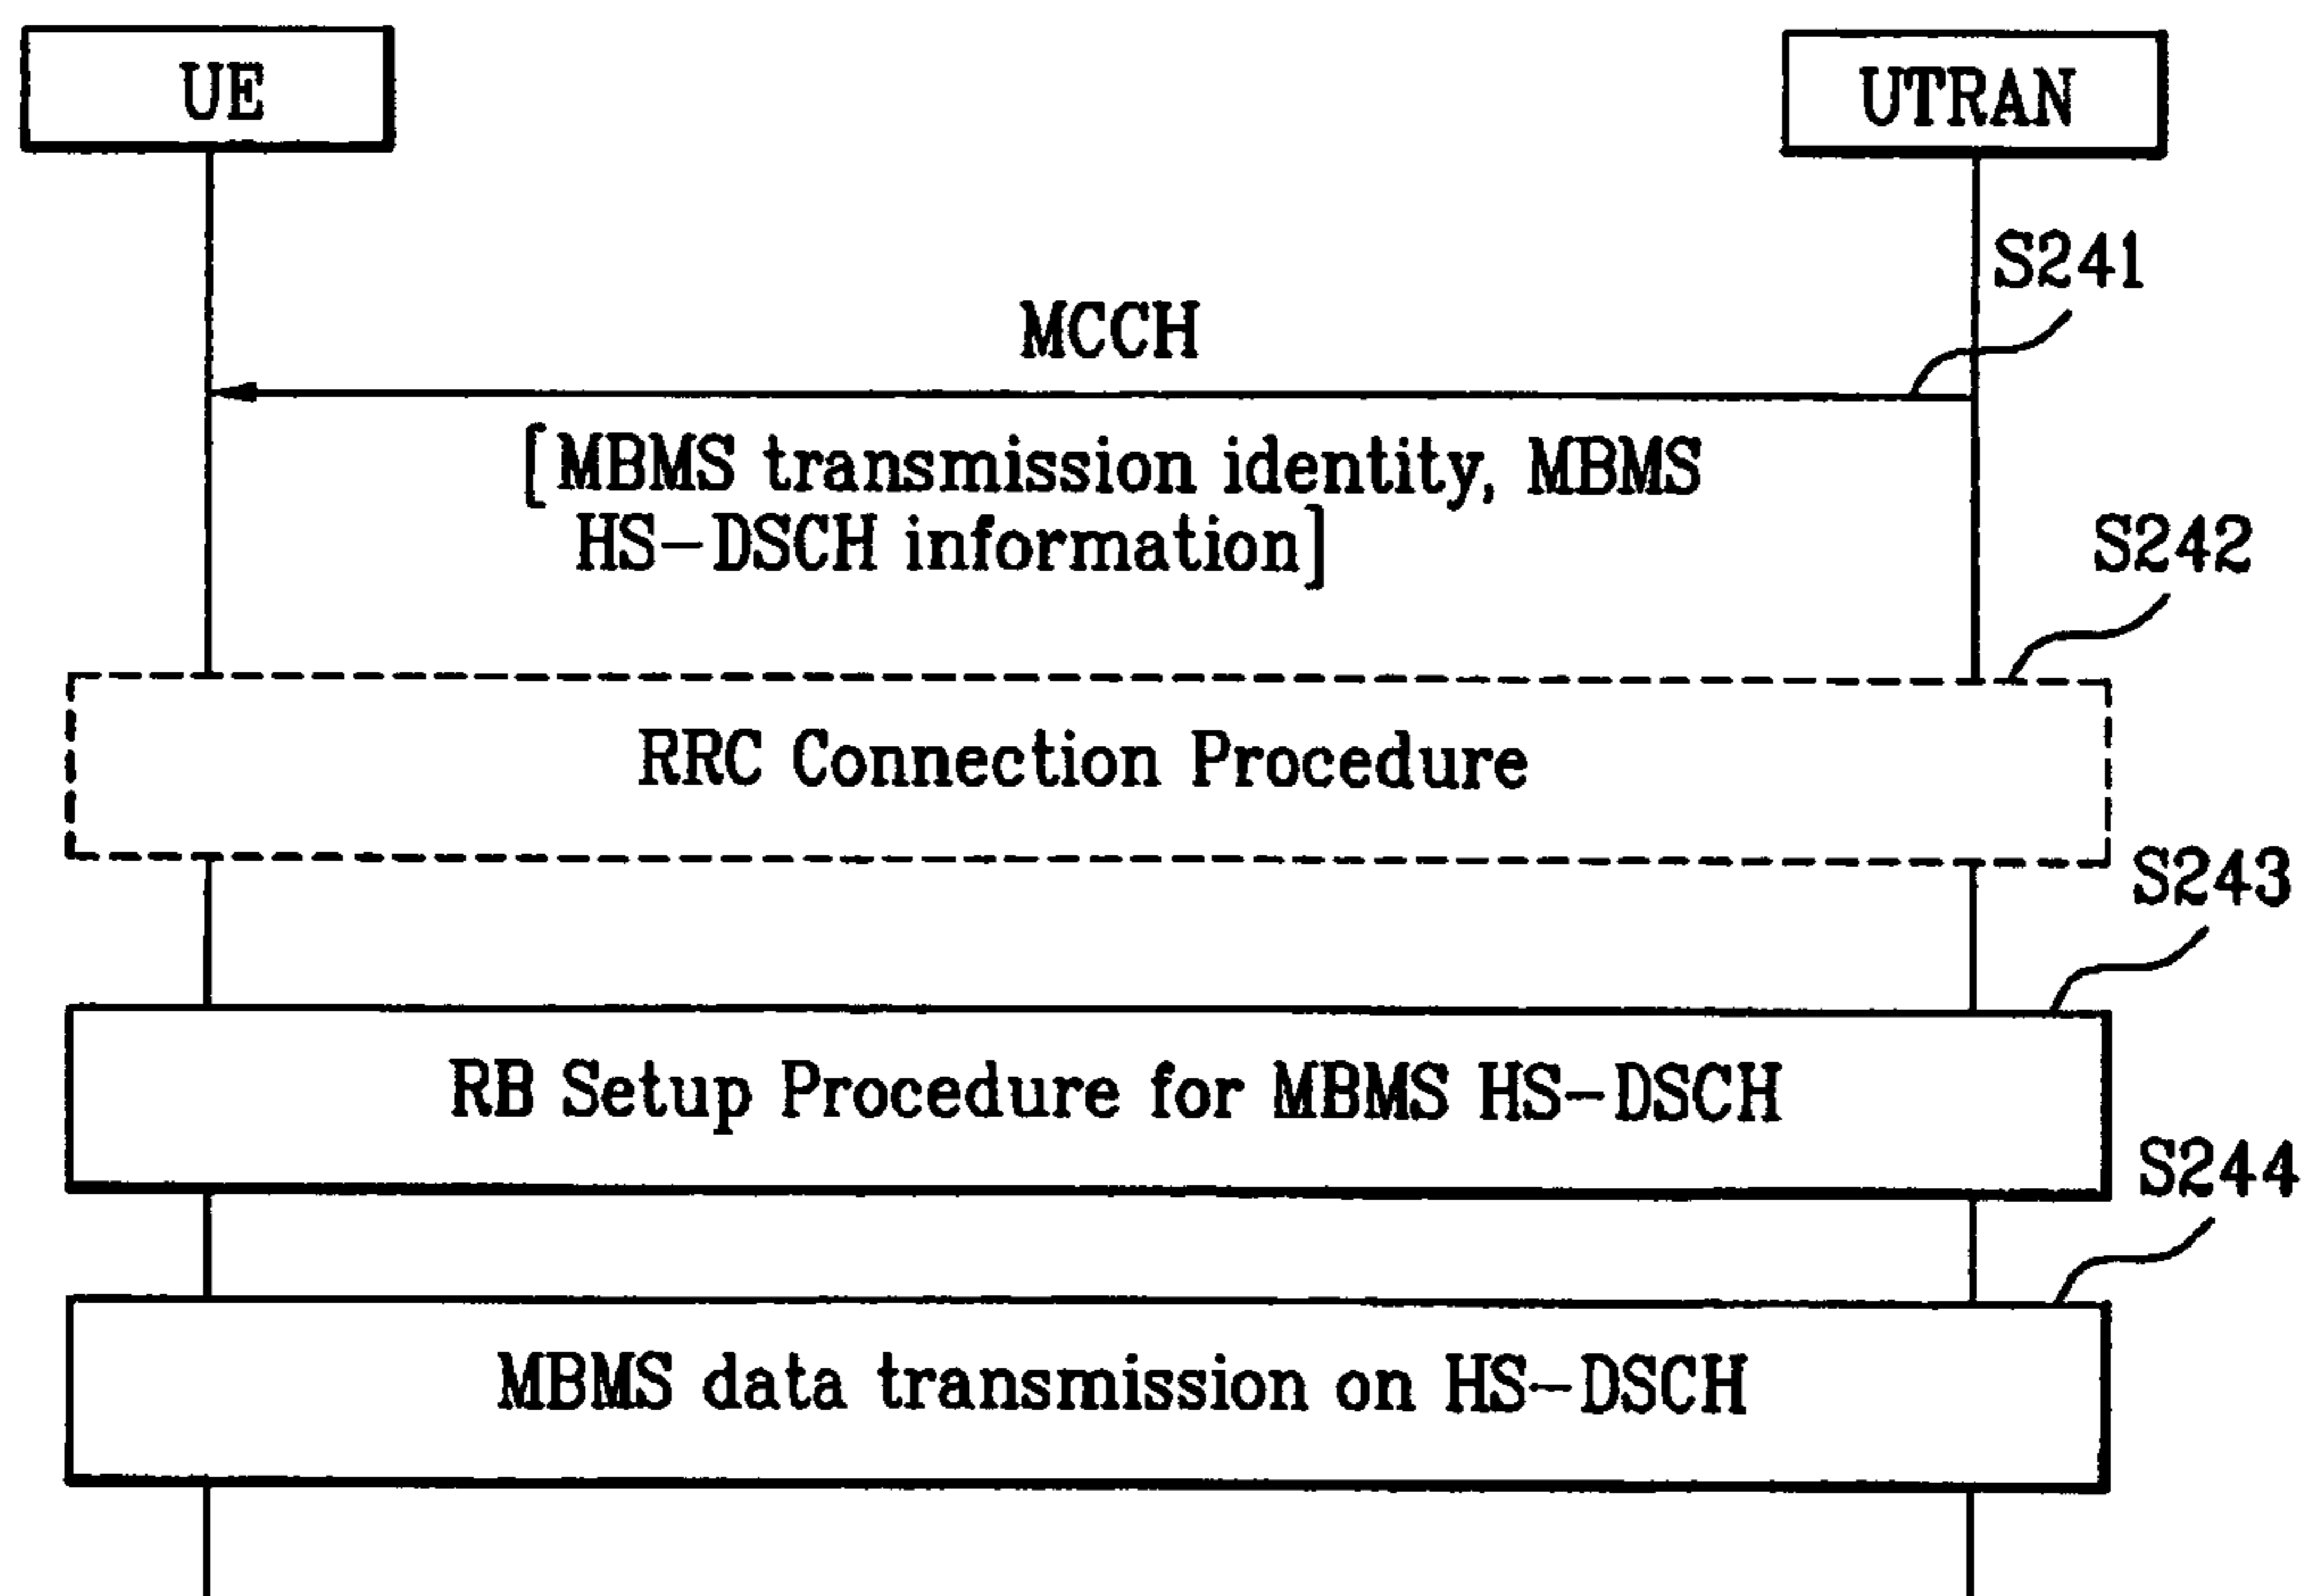 UE
UTRAN
S241
MCCH
[MBMS transmission identity, MBMS
HS-DSCH information]
S242
RRC Connection Procedure
S243
RB Setup Procedure for MBMS HS-DSCH
S244
MBMS data transmission on HS-DSCH